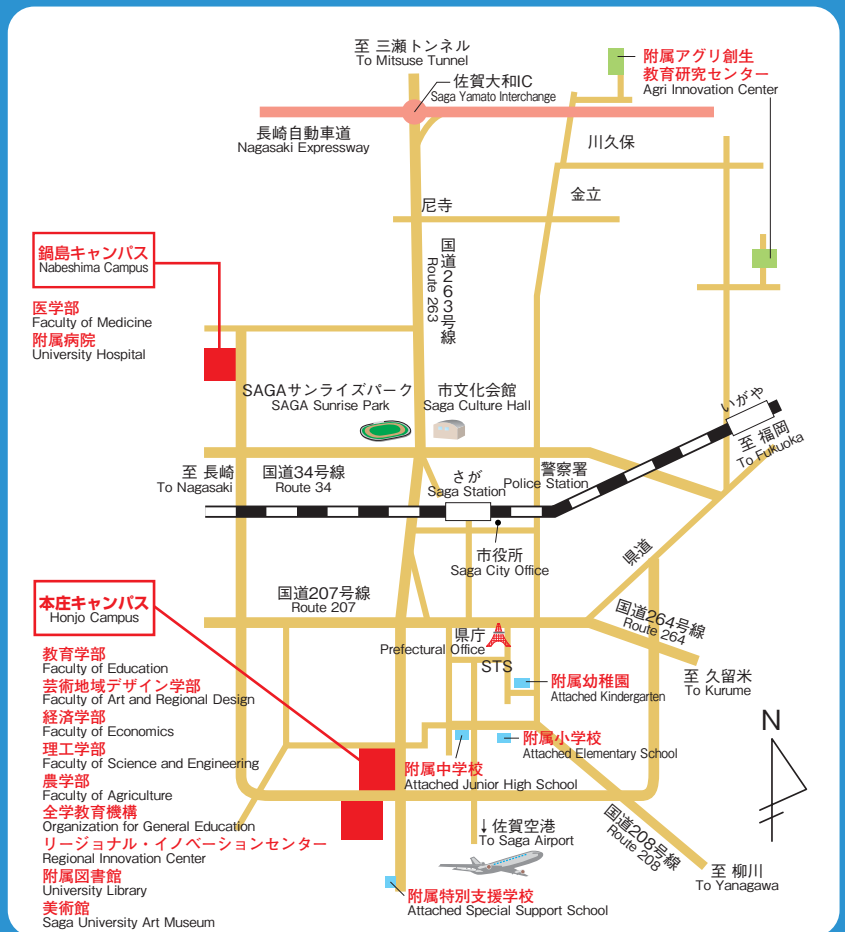 至 三瀬トンネル
To Mitsuse Tunnel
佐賀大和IC
Saga Yamato Interchange
附属アグリ創生
教育研究センター
Agri Innovation Center
長崎自動車道
Nagasaki Expressway
川久保
金立
尼寺
国道263号線
Route 263
鍋島キャンパス
Nabeshima Campus
医学部
Faculty of Medicine
附属病院
University Hospital
SAGAサンライズパーク
SAGA Sunrise Park
市文化会館
Saga Culture Hall
いがや
至 福岡
To Fukuoka
至 長崎
To Nagasaki
国道34号線
Route 34
さが
Saga Station
警察署
Police Station
市役所
Saga City Office
県道
国道207号線
Route 207
国道264号線
Route 264
至 久留米
To Kurume
県庁
Prefectural Office
STS
附属幼稚園
Attached Kindergarten
本庄キャンパス
Honjo Campus
教育学部
Faculty of Education
芸術地域デザイン学部
Faculty of Art and Regional Design
経済学部
Faculty of Economics
理工学部
Faculty of Science and Engineering
農学部
Faculty of Agriculture
全学教育機構
Organization for General Education
リージョナル・イノベーションセンター
Regional Innovation Center
附属図書館
University Library
美術館
Saga University Art Museum
附属小学校
Attached Elementary School
附属中学校
Attached Junior High School
N
↓佐賀空港
To Saga Airport
国道208号線
Route 208
至 柳川
To Yanagawa
附属特別支援学校
Attached Special Support School